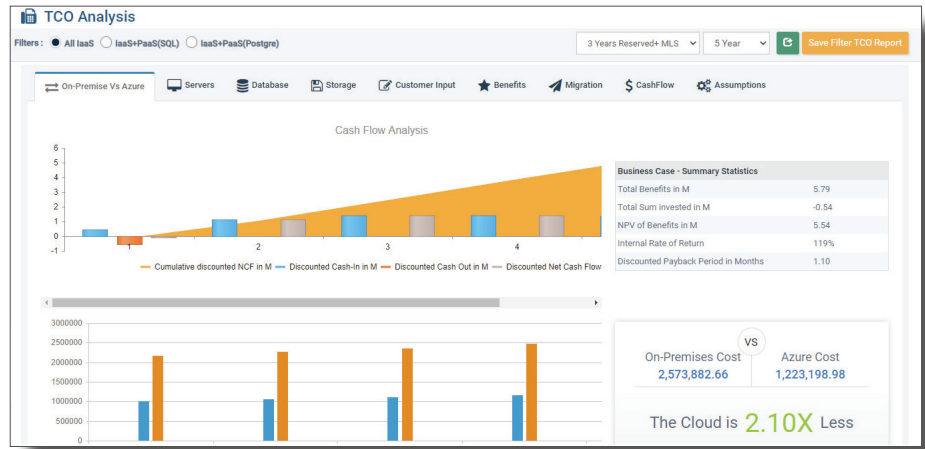 TCO Analysis
Filters : All IaaS IaaS+PaaS(SQL) IaaS+PaaS(Postgre) 3 Years Reserved+ MLS 5 Year Save Filter TCO Report
On-Premise Vs Azure Servers Database Storage Customer Input Benefits Migration CashFlow Assumptions
Cash Flow Analysis
6
5
4
3
2
1
0
-1
1 2 3 4
Cumulative discounted NCF in M Discounted Cash-In in M Discounted Cash Out in M Discounted Net Cash Flow
Business Case - Summary Statistics
Total Benefits in M 5.79
Total Sum invested in M -0.54
NPV of Benefits in M 5.54
Internal Rate of Return 119%
Discounted Payback Period in Months 1.10
3000000
2500000
2000000
1500000
1000000
500000
0
VS
On-Premises Cost Azure Cost
2,573,882.66 1,223,198.98
The Cloud is 2.10X Less